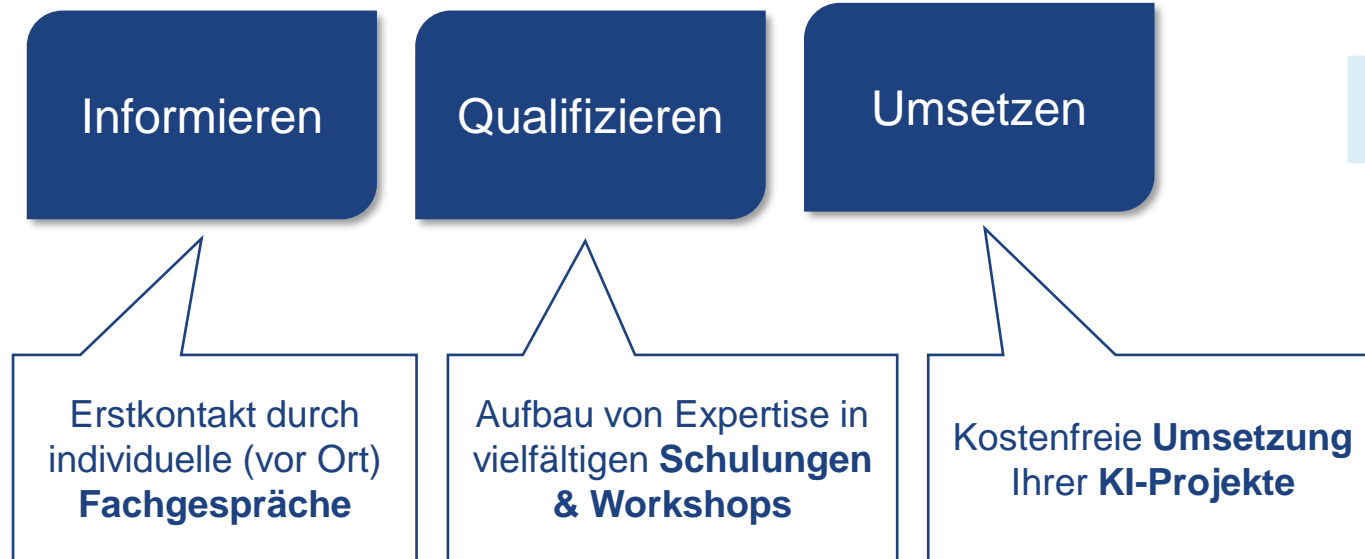 Informieren
Qualifizieren
Umsetzen
Erstkontakt durch
individuelle (vor Ort)
Fachgespräche
Aufbau von Expertise in
vielfältigen Schulungen
& Workshops
Kostenfreie Umsetzung
Ihrer KI-Projekte